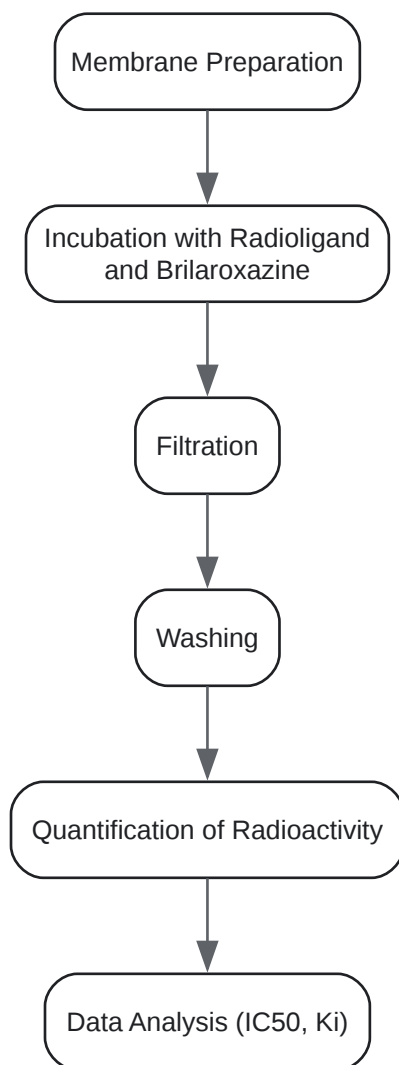 Membrane Preparation
Incubation with Radioligand
and Brilaroxazine
Filtration
Washing
Quantification of Radioactivity
Data Analysis (IC50, Ki)